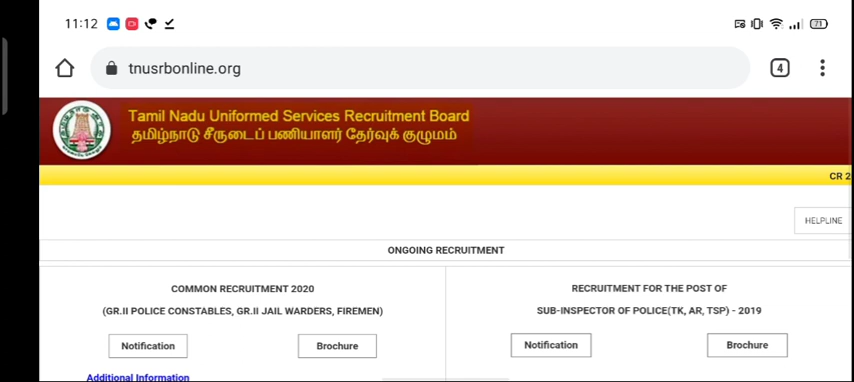 11:12
71
tnusrbonline.org
4
Tamil Nadu Uniformed Services Recruitment Board
தமிழ்நாடு சீருடைப் பணியாளர் தேர்வுக் குழுமம்
CR 2
HELPLINE
ONGOING RECRUITMENT
COMMON RECRUITMENT 2020
(GR.II POLICE CONSTABLES, GR.II JAIL WARDERS, FIREMEN)
Notification Brochure
Additional Information
RECRUITMENT FOR THE POST OF
SUB-INSPECTOR OF POLICE(TK, AR, TSP) - 2019
Notification Brochure